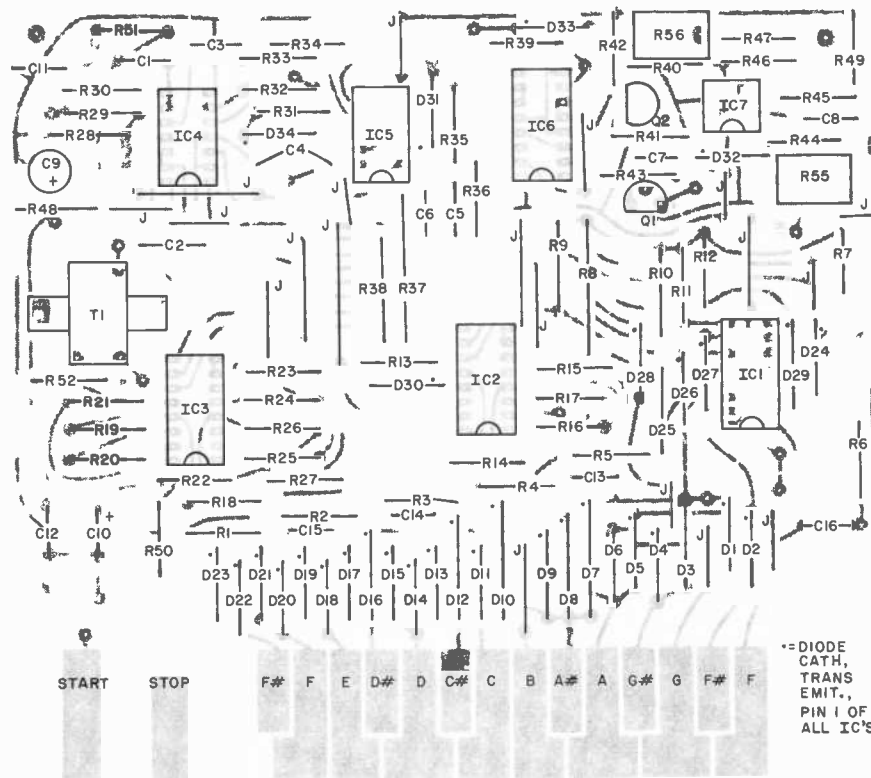 R51
C3
R34
J
D33
R39
R42
R56
R47
C11
C1
R33
R40
R46
R49
R30
R32
D31
IC7
R45
R29
R31
Q2
C8
R28
IC4
D34
IC5
R35
IC6
J
R41
R44
C9
+
C4
C7
D32
J
R43
R55
R36
J
R48
J
J
J
C6
C5
J
Q1
J
J
C2
J
J
R9
R8
R10
R12
J
R7
R11
J
T1
R38
R37
J
R52
R23
R13
D30
IC2
R15
D28
D27
IC1
D29
D24
R21
IC3
R24
R17
D26
R19
R26
R16
D25
R6
R20
R25
R14
R5
R22
R27
R4
C13
J
R18
R3
J
C12
C10
+
R1
R2
C15
C14
J
J
C16
R50
D6
D4
D1
D2
D23
D21
D19
D17
D15
D13
D11
D9
D7
D5
D3
D22
D20
D18
D16
D14
D12
D10
D8
START
STOP
F#
F
E
D#
D
C#
C
B
A#
A
G#
G
F#
F
•=DIODE
CATH,
TRANS
EMIT.,
PIN 1 OF
ALL IC'S